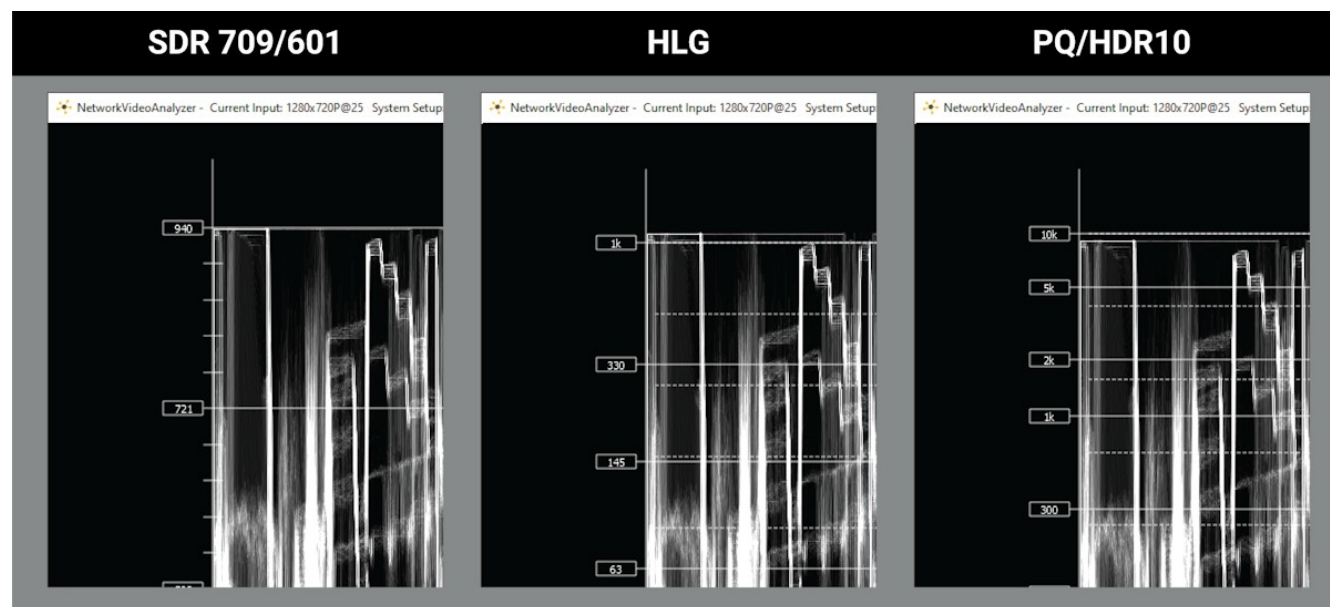 SDR 709/601
HLG
PQ/HDR10
NetworkVideoAnalyzer - Current Input: 1280x720P@25 System Setup:
NetworkVideoAnalyzer - Current Input: 1280x720P@25 System Setup
NetworkVideoAnalyzer - Current Input: 1280x720P@25 System Setup
940
721
1k
330
145
63
10k
5k
2k
1k
300